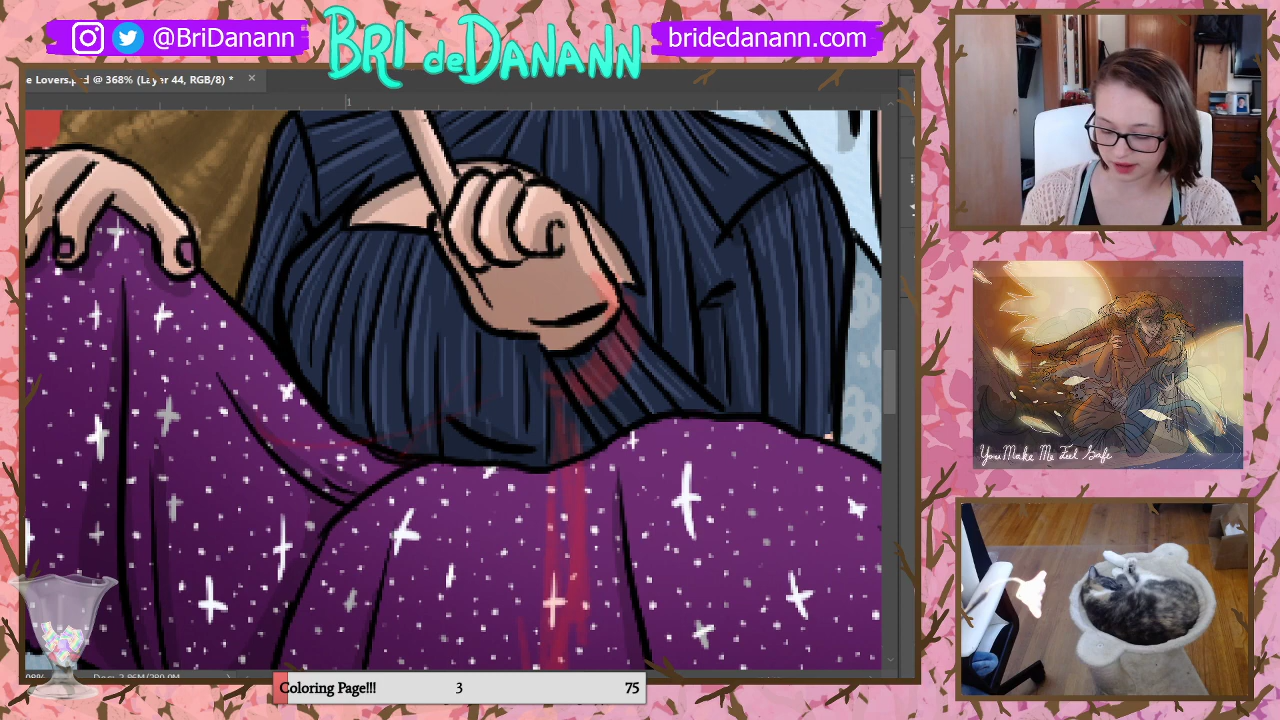 @BriDanann
BRI deDANANN
bridedanann.com
e Lovers.psd @ 368% (Layer 44, RGB/8) *
1
You Make Me Feel Safe
Coloring Page!!! 3 75